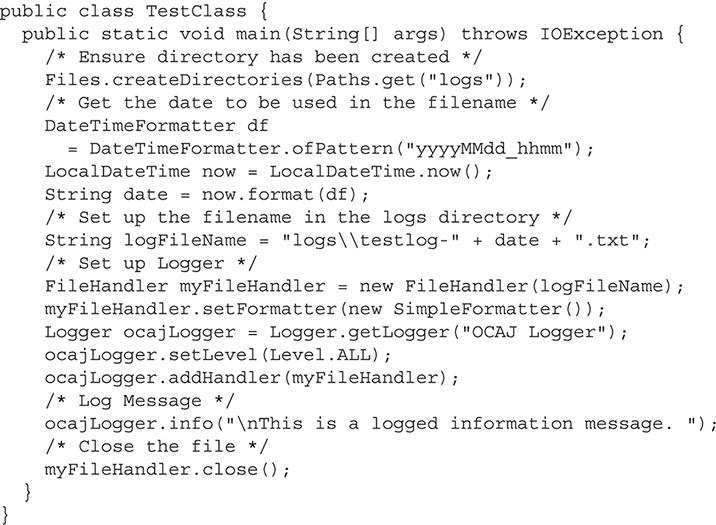 public class TestClass {
  public static void main(String[] args) throws IOException {
    /* Ensure directory has been created */
    Files.createDirectories(Paths.get("logs"));
    /* Get the date to be used in the filename */
    DateTimeFormatter df
      = DateTimeFormatter.ofPattern("yyyyMMdd_hhmm");
    LocalDateTime now = LocalDateTime.now();
    String date = now.format(df);
    /* Set up the filename in the logs directory */
    String logFileName = "logs\\testlog-" + date + ".txt";
    /* Set up Logger */
    FileHandler myFileHandler = new FileHandler(logFileName);
    myFileHandler.setFormatter(new SimpleFormatter());
    Logger ocajLogger = Logger.getLogger("OCAJ Logger");
    ocajLogger.setLevel(Level.ALL);
    ocajLogger.addHandler(myFileHandler);
    /* Log Message */
    ocajLogger.info("\nThis is a logged information message. ");
    /* Close the file */
    myFileHandler.close();
  }
}